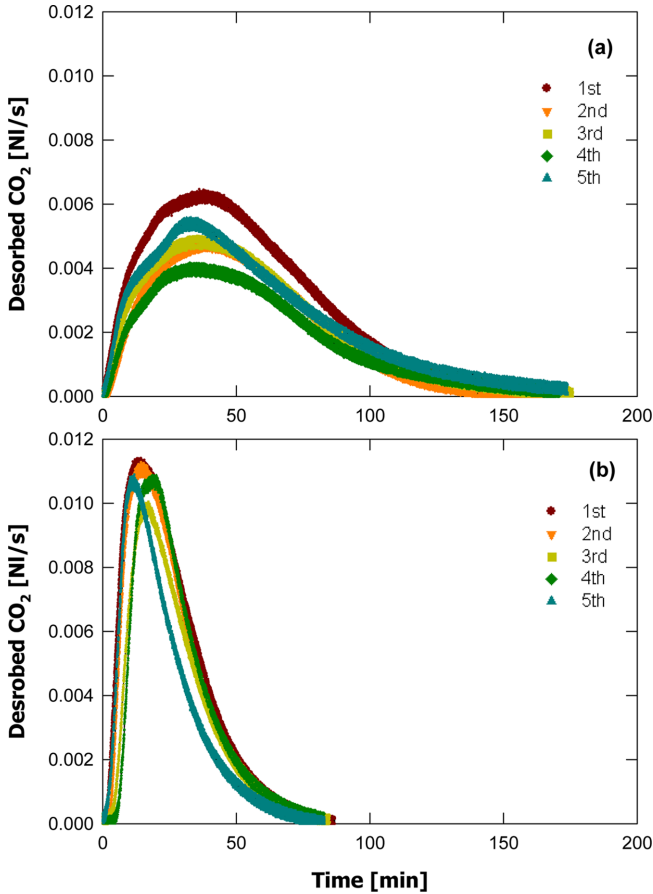 0.012
(a)
0.010
1st
2nd
0.008
3rd
4th
5th
0.006
0.004
0.002
0.000
0
50
100
150
200
Desorbed CO₂ [Nl/s]
0.012
(b)
0.010
1st
2nd
3rd
0.008
4th
5th
0.006
0.004
0.002
0.000
0
50
100
150
200
Desrobed CO₂ [Nl/s]
Time [min]